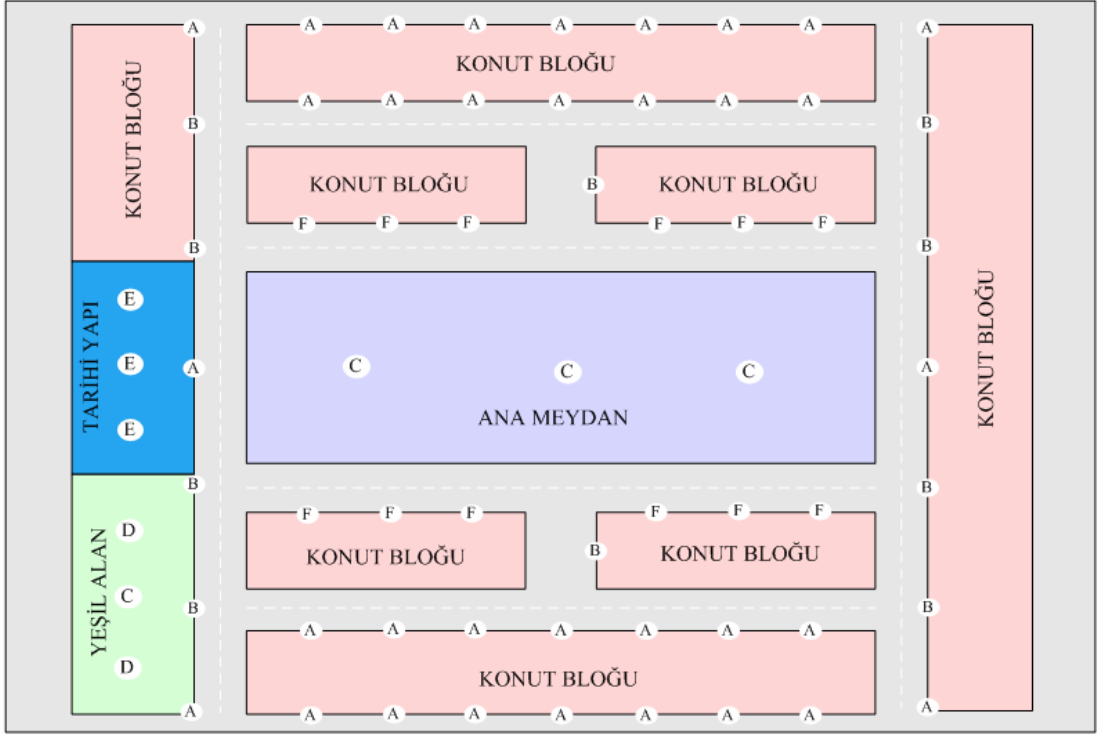 A A A A A A A A A
KONUT BLOĞU
KONUT BLOĞU
A A A A A A A
B B
KONUT BLOĞU
B KONUT BLOĞU
F F F F F F
B B
KONUT BLOĞU
TARİHİ YAPI
E
E
E
A
C C C
A
ANA MEYDAN
B B
F F F F F F
YEŞİL ALAN
D
C
D
KONUT BLOĞU
B KONUT BLOĞU
B B
A A A A A A A
KONUT BLOĞU
A A A A A A A A A